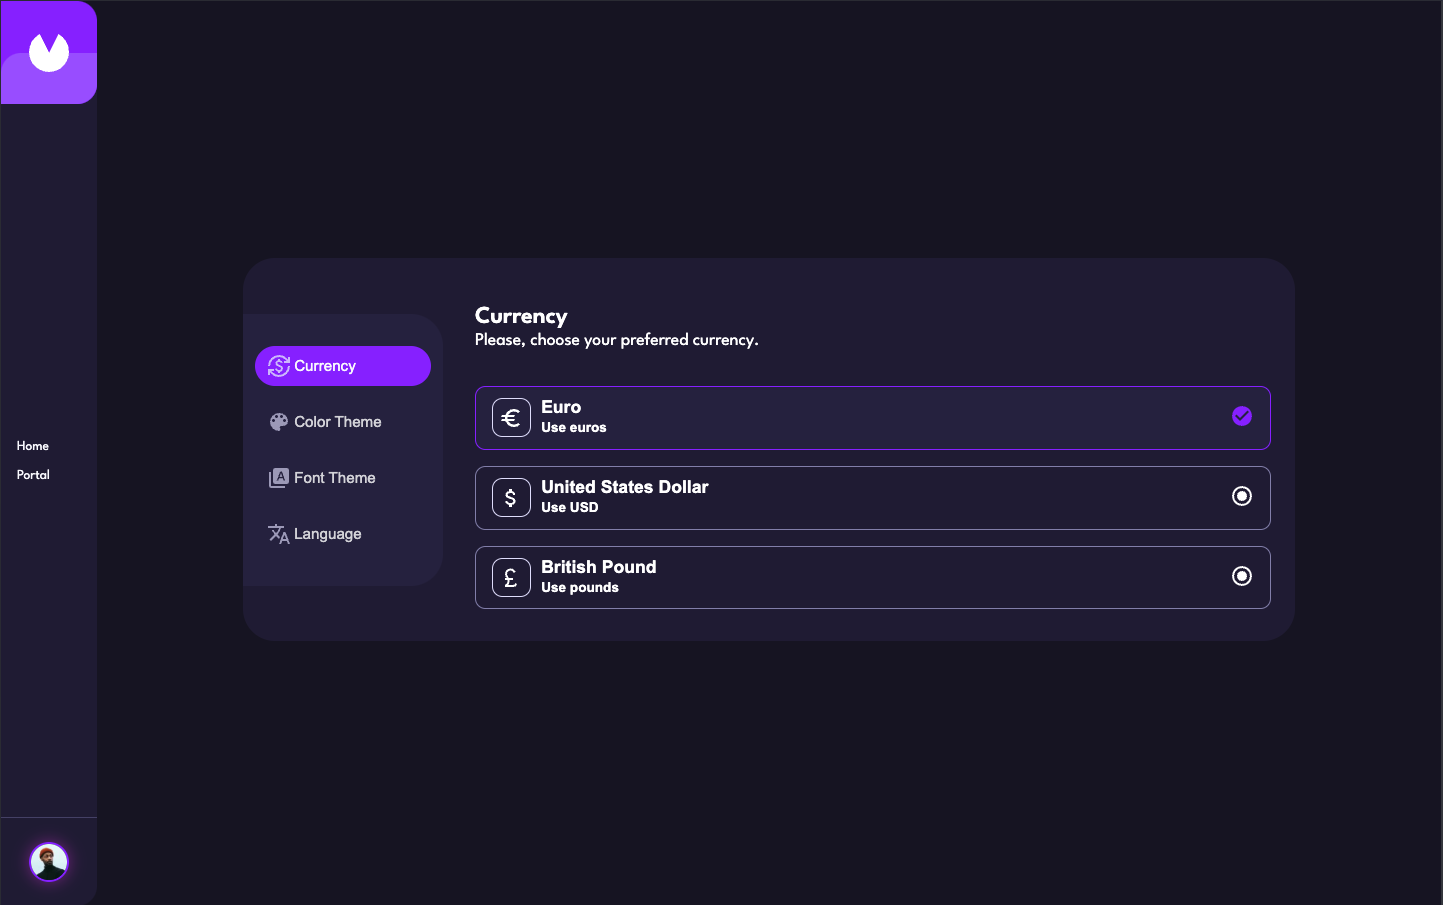 Home
Portal
Currency
Color Theme
Font Theme
Language
Currency
Please, choose your preferred currency.
€
Euro
Use euros
$
United States Dollar
Use USD
£
British Pound
Use pounds